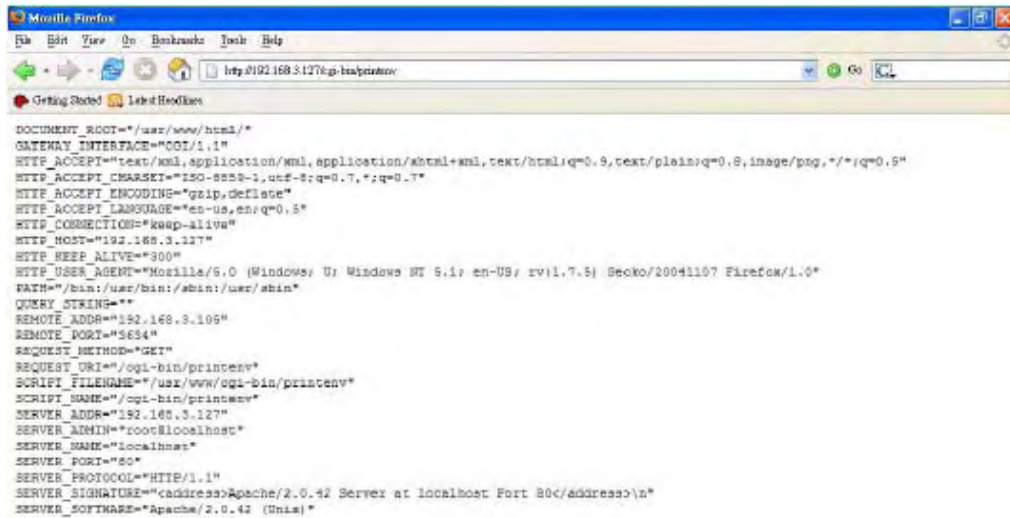 Mozilla Firefox
File Edit View Go Bookmarks Tools Help
http://192.168.3.127/cgi-bin/printenv
Go
Getting Started Latest Headlines
DOCUMENT_ROOT="/usr/www/html/"
GATEWAY_INTERFACE="CGI/1.1"
HTTP_ACCEPT="text/xml,application/xml,application/xhtml+xml,text/html;q=0.9,text/plain;q=0.8,image/png,*/*;q=0.5"
HTTP_ACCEPT_CHARSET="ISO-8859-1,utf-8;q=0.7,*;q=0.7"
HTTP_ACCEPT_ENCODING="gzip,deflate"
HTTP_ACCEPT_LANGUAGE="en-us,en;q=0.5"
HTTP_CONNECTION="keep-alive"
HTTP_HOST="192.168.3.127"
HTTP_KEEP_ALIVE="300"
HTTP_USER_AGENT="Mozilla/5.0 (Windows; U; Windows NT 5.1; en-US; rv:1.7.5) Gecko/20041107 Firefox/1.0"
PATH="/bin:/usr/bin:/sbin:/usr/sbin"
QUERY_STRING=""
REMOTE_ADDR="192.168.3.106"
REMOTE_PORT="3634"
REQUEST_METHOD="GET"
REQUEST_URI="/cgi-bin/printenv"
SCRIPT_FILENAME="/usr/www/cgi-bin/printenv"
SCRIPT_NAME="/cgi-bin/printenv"
SERVER_ADDR="192.168.3.127"
SERVER_ADMIN="root@localhost"
SERVER_NAME="localhost"
SERVER_PORT="80"
SERVER_PROTOCOL="HTTP/1.1"
SERVER_SIGNATURE="<address>Apache/2.0.42 Server at localhost Port 80</address>\n"
SERVER_SOFTWARE="Apache/2.0.42 (Unix)"